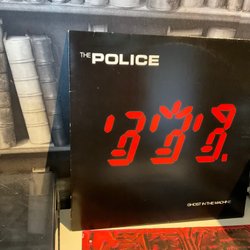 THE POLICE
GHOST IN THE MACHINE